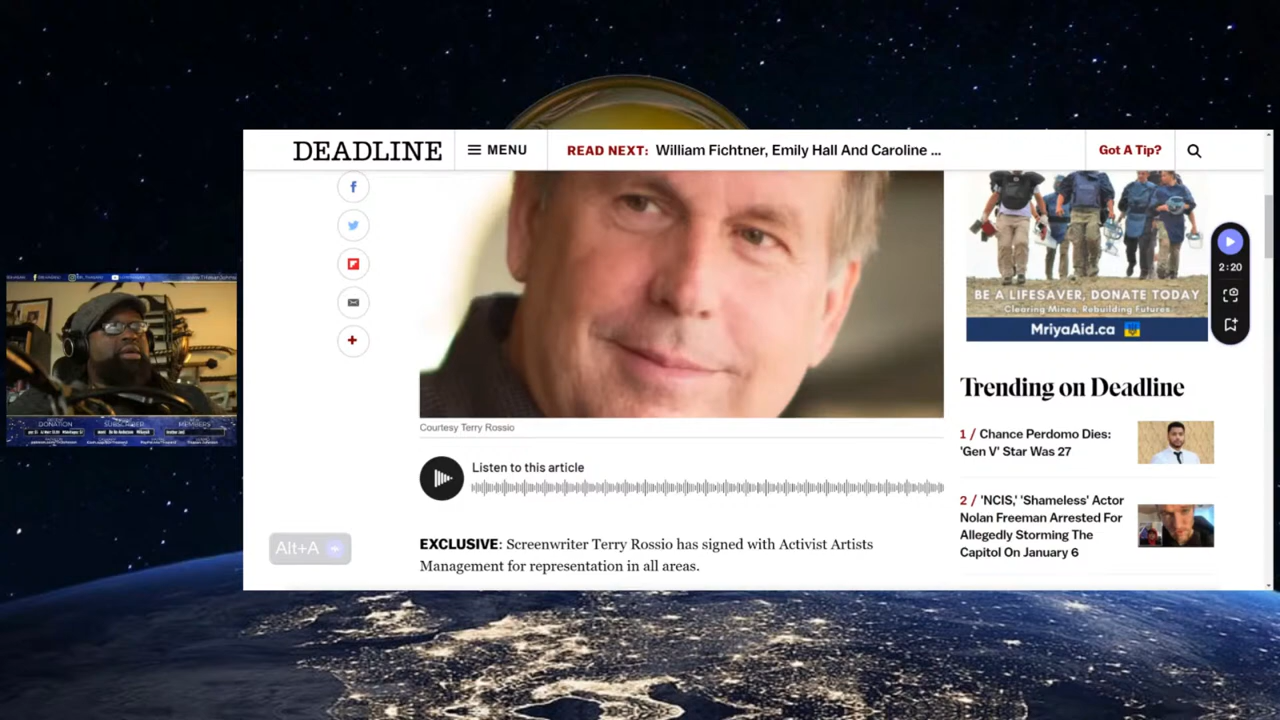 DEADLINE
MENU
READ NEXT: William Fichtner, Emily Hall And Caroline ...
Got A Tip?
2:20
BE A LIFESAVER, DONATE TODAY
Clearing Mines. Rebuilding Futures.
MriyaAid.ca
Courtesy Terry Rossio
Listen to this article
Alt+A
EXCLUSIVE: Screenwriter Terry Rossio has signed with Activist Artists
Management for representation in all areas.
Trending on Deadline
1 / Chance Perdomo Dies:
'Gen V' Star Was 27
2 / 'NCIS,' 'Shameless' Actor
Nolan Freeman Arrested For
Allegedly Storming The
Capitol On January 6
DONATION
SUBSCRIBER
MEMBERS